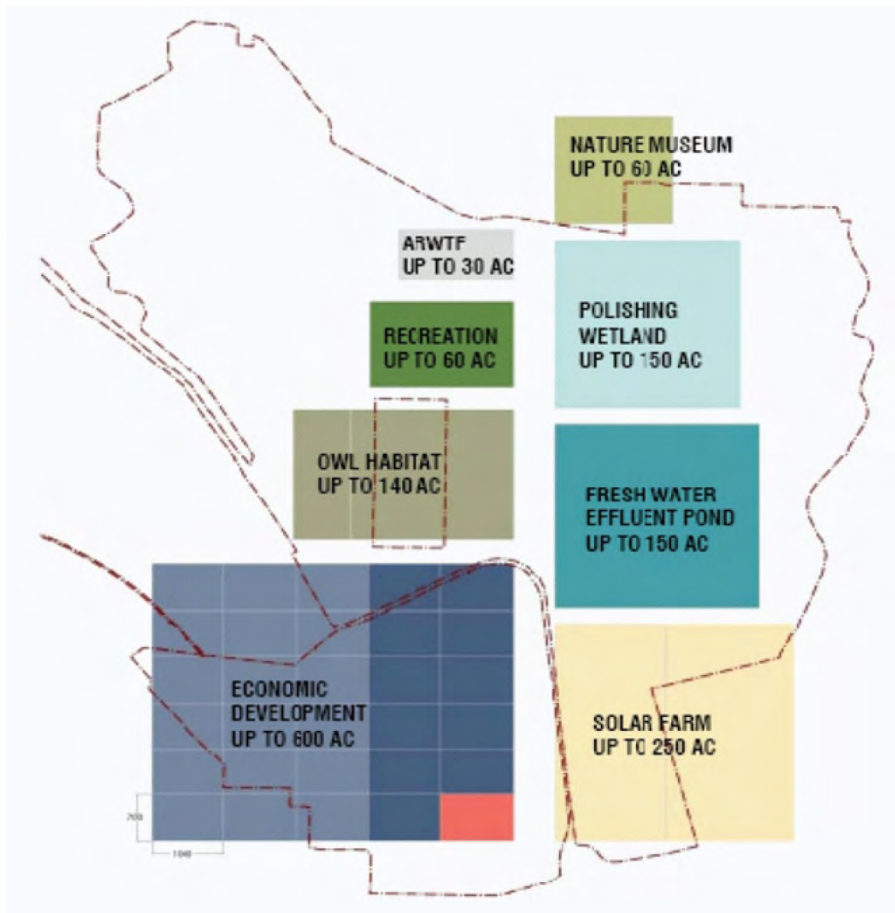 NATURE MUSEUM
UP TO 60 AC
ARWTF
UP TO 30 AC
RECREATION
UP TO 60 AC
POLISHING
WETLAND
UP TO 150 AC
OWL HABITAT
UP TO 140 AC
FRESH WATER
EFFLUENT POND
UP TO 150 AC
ECONOMIC
DEVELOPMENT
UP TO 600 AC
SOLAR FARM
UP TO 250 AC
1040